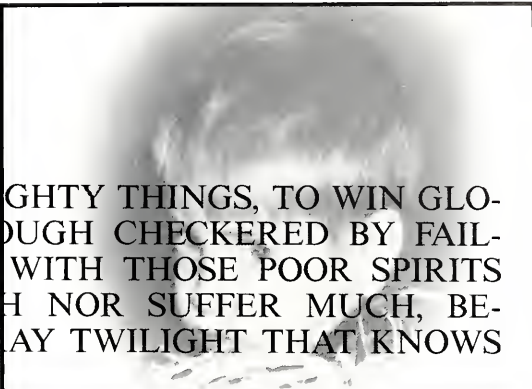 GHTY THINGS, TO WIN GLO-
OUGH CHECKERED BY FAIL-
WITH THOSE POOR SPIRITS
H NOR SUFFER MUCH, BE-
AY TWILIGHT THAT KNOWS